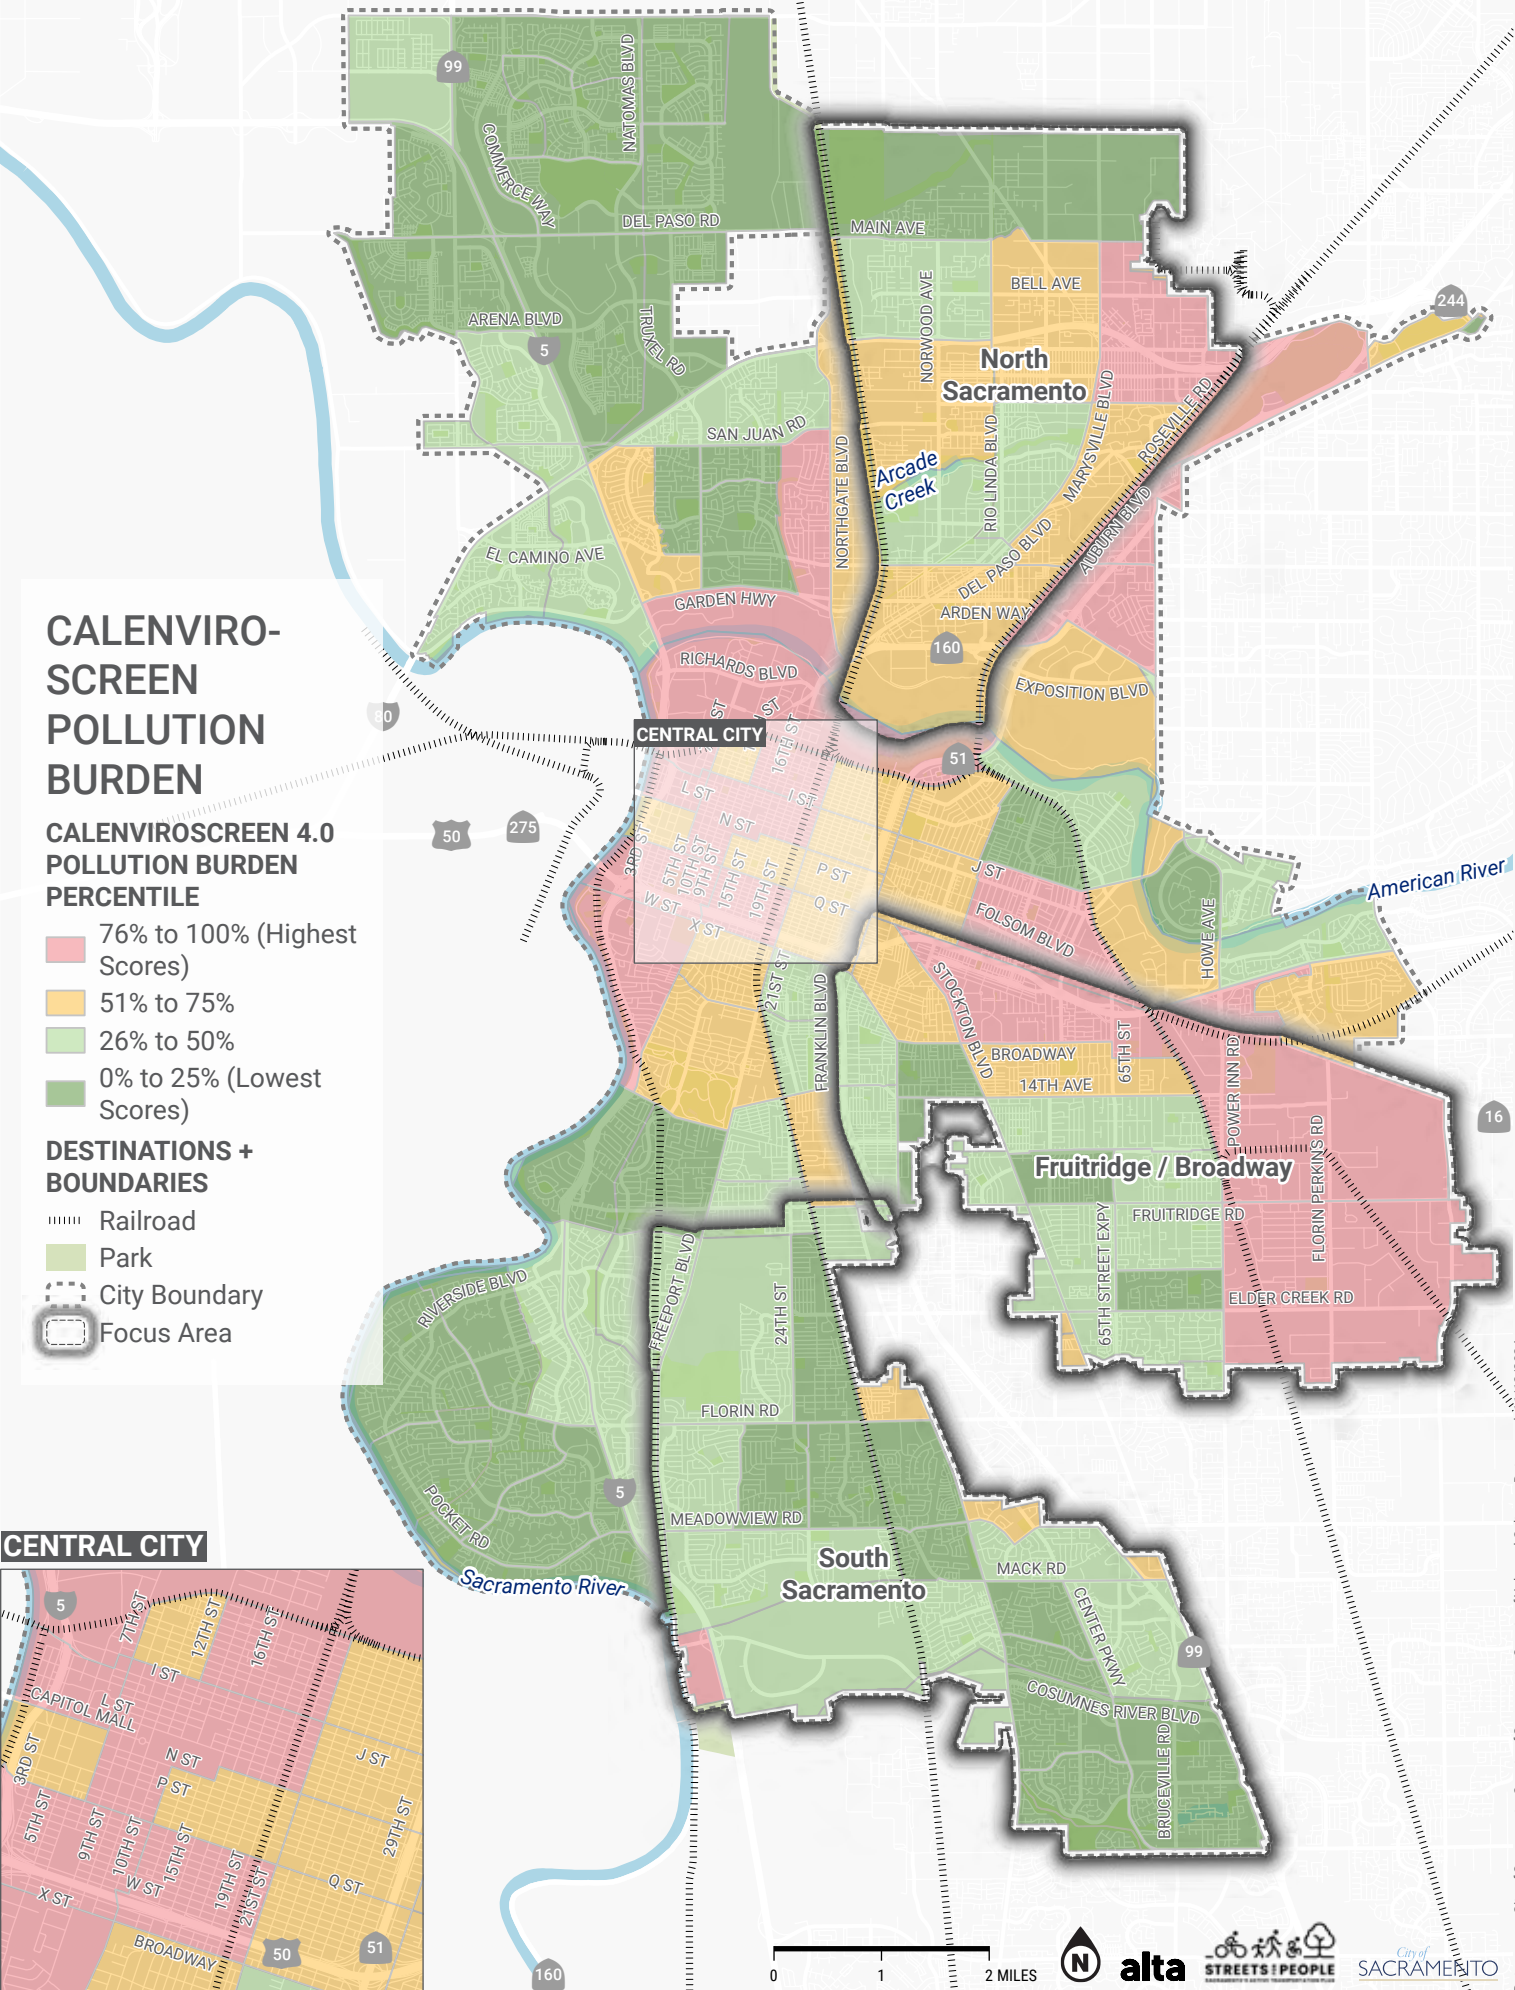 99
NATOMAS BLVD
COMMERCE WAY
DEL PASO RD
MAIN AVE
BELL AVE
NORWOOD AVE
244
ARENA BLVD
5
TRUXEL RD
North
Sacramento
SAN JUAN RD
NORTHGATE BLVD
Arcade
Creek
RIO LINDA BLVD
MARYSVILLE BLVD
ROSEVILLE RD
AUBURN BLVD
EL CAMINO AVE
DEL PASO BLVD
GARDEN HWY
ARDEN WAY
160
RICHARDS BLVD
EXPOSITION BLVD
CALENVIRO-
SCREEN
POLLUTION
BURDEN
CALENVIROSCREEN 4.0
POLLUTION BURDEN
PERCENTILE
76% to 100% (Highest
Scores)
51% to 75%
26% to 50%
0% to 25% (Lowest
Scores)
DESTINATIONS +
BOUNDARIES
Railroad
Park
City Boundary
Focus Area
80
50
275
CENTRAL CITY
ST
H ST
16TH ST
L ST
I ST
N ST
3RD ST
5TH ST
10TH ST
9TH ST
15TH ST
19TH ST
P ST
Q ST
W ST
X ST
51
J ST
FOLSOM BLVD
HOWE AVE
American River
21ST ST
FRANKLIN BLVD
STOCKTON BLVD
BROADWAY
14TH AVE
65TH ST
POWER INN RD
16
Fruitridge / Broadway
FLORIN PERKINS RD
FRUITRIDGE RD
65TH STREET EXPY
ELDER CREEK RD
RIVERSIDE BLVD
FREEPORT BLVD
24TH ST
FLORIN RD
POCKET RD
5
MEADOWVIEW RD
Sacramento River
South
Sacramento
MACK RD
CENTER PKWY
99
COSUMNES RIVER BLVD
BRUCEVILLE RD
CENTRAL CITY
5
7TH ST
12TH ST
16TH ST
I ST
L ST
CAPITOL MALL
3RD ST
N ST
P ST
J ST
5TH ST
9TH ST
10TH ST
15TH ST
19TH ST
21ST ST
29TH ST
W ST
X ST
Q ST
BROADWAY
50
51
160
0
1
2 MILES
N
alta
STREETS FOR PEOPLE
SACRAMENTO'S ACTIVE TRANSPORTATION PLAN
City of
SACRAMENTO